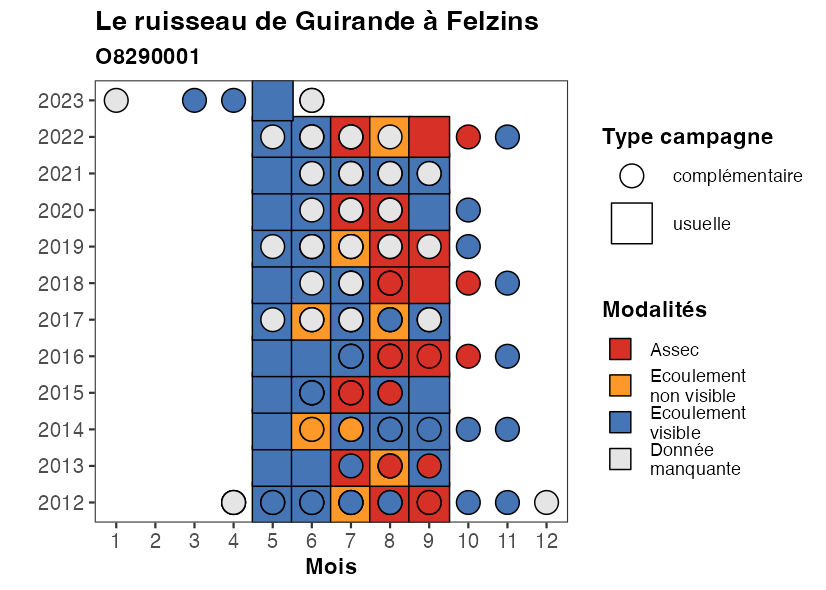 Le ruisseau de Guirande à Felzins
O8290001
2023
2022
2021
2020
2019
2018
2017
2016
2015
2014
2013
2012
1 2 3 4 5 6 7 8 9 10 11 12
Mois
Type campagne
complémentaire
usuelle
Modalités
Assec
Ecoulement
non visible
Ecoulement
visible
Donnée
manquante